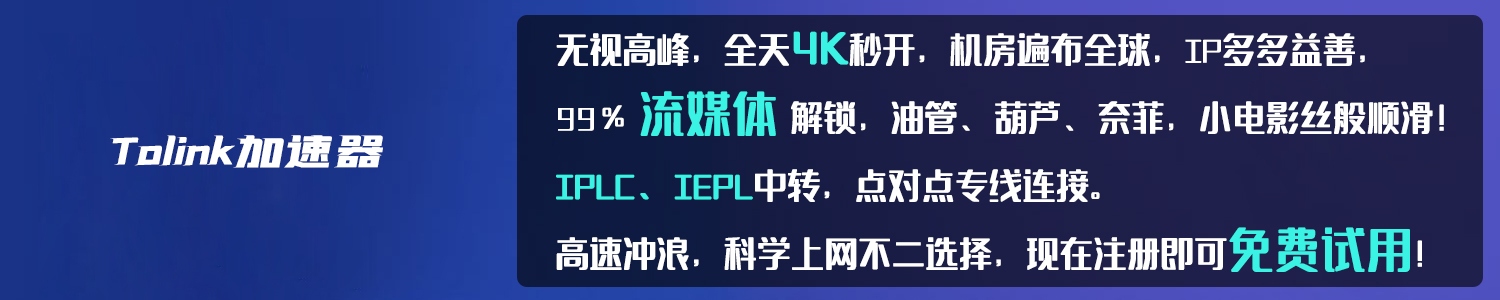 Tolink加速器
无视高峰，全天4K秒开，机房遍布全球，IP多多益善，
99% 流媒体 解锁，油管、葫芦、奈菲，小电影丝般顺滑！
IPLC、IEPL中转，点对点专线连接。
高速冲浪，科学上网不二选择，现在注册即可免费试用！